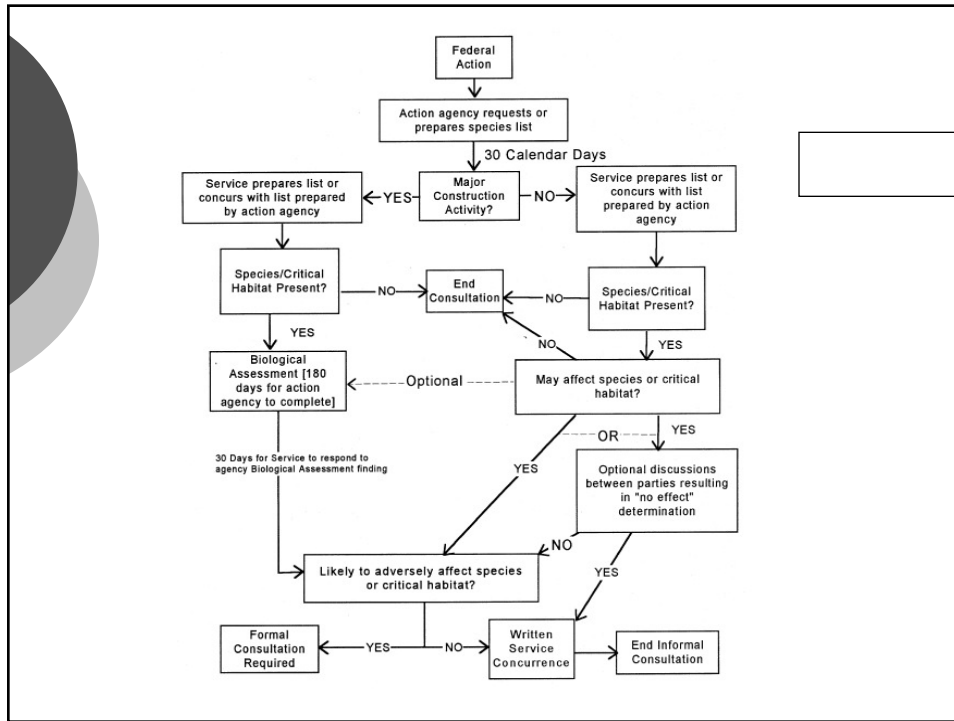 Federal
Action
Action agency requests or
prepares species list
30 Calendar Days
Service prepares list or
concurs with list prepared
by action agency
YES
Major
Construction
Activity?
NO
Service prepares list or
concurs with list
prepared by action
agency
Species/Critical
Habitat Present?
NO
End
Consultation
NO
Species/Critical
Habitat Present?
YES
NO
YES
Biological
Assessment [180
days for action
agency to complete]
Optional
May affect species or critical
habitat?
30 Days for Service to respond to
agency Biological Assessment finding
YES
OR
YES
Optional discussions
between parties resulting
in "no effect"
determination
NO
YES
Likely to adversely affect species
or critical habitat?
Formal
Consultation
Required
YES
NO
Written
Service
Concurrence
End Informal
Consultation